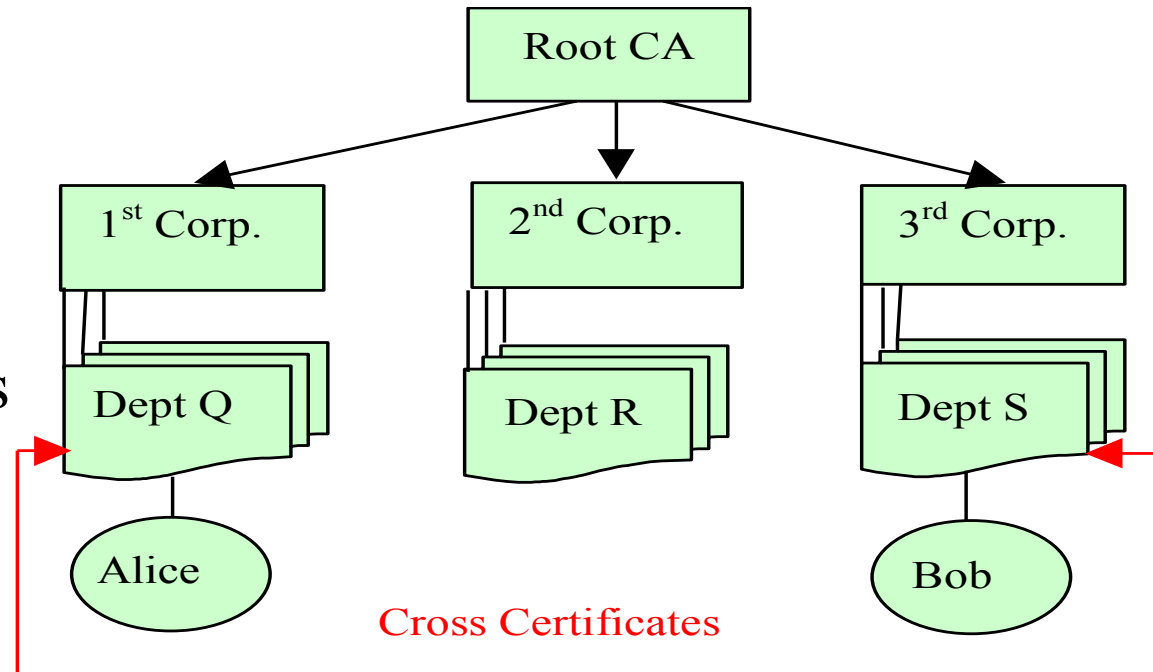 Root CA
1st Corp.
2nd Corp.
3rd Corp.
s
Dept Q
Dept R
Dept S
Alice
Bob
Cross Certificates